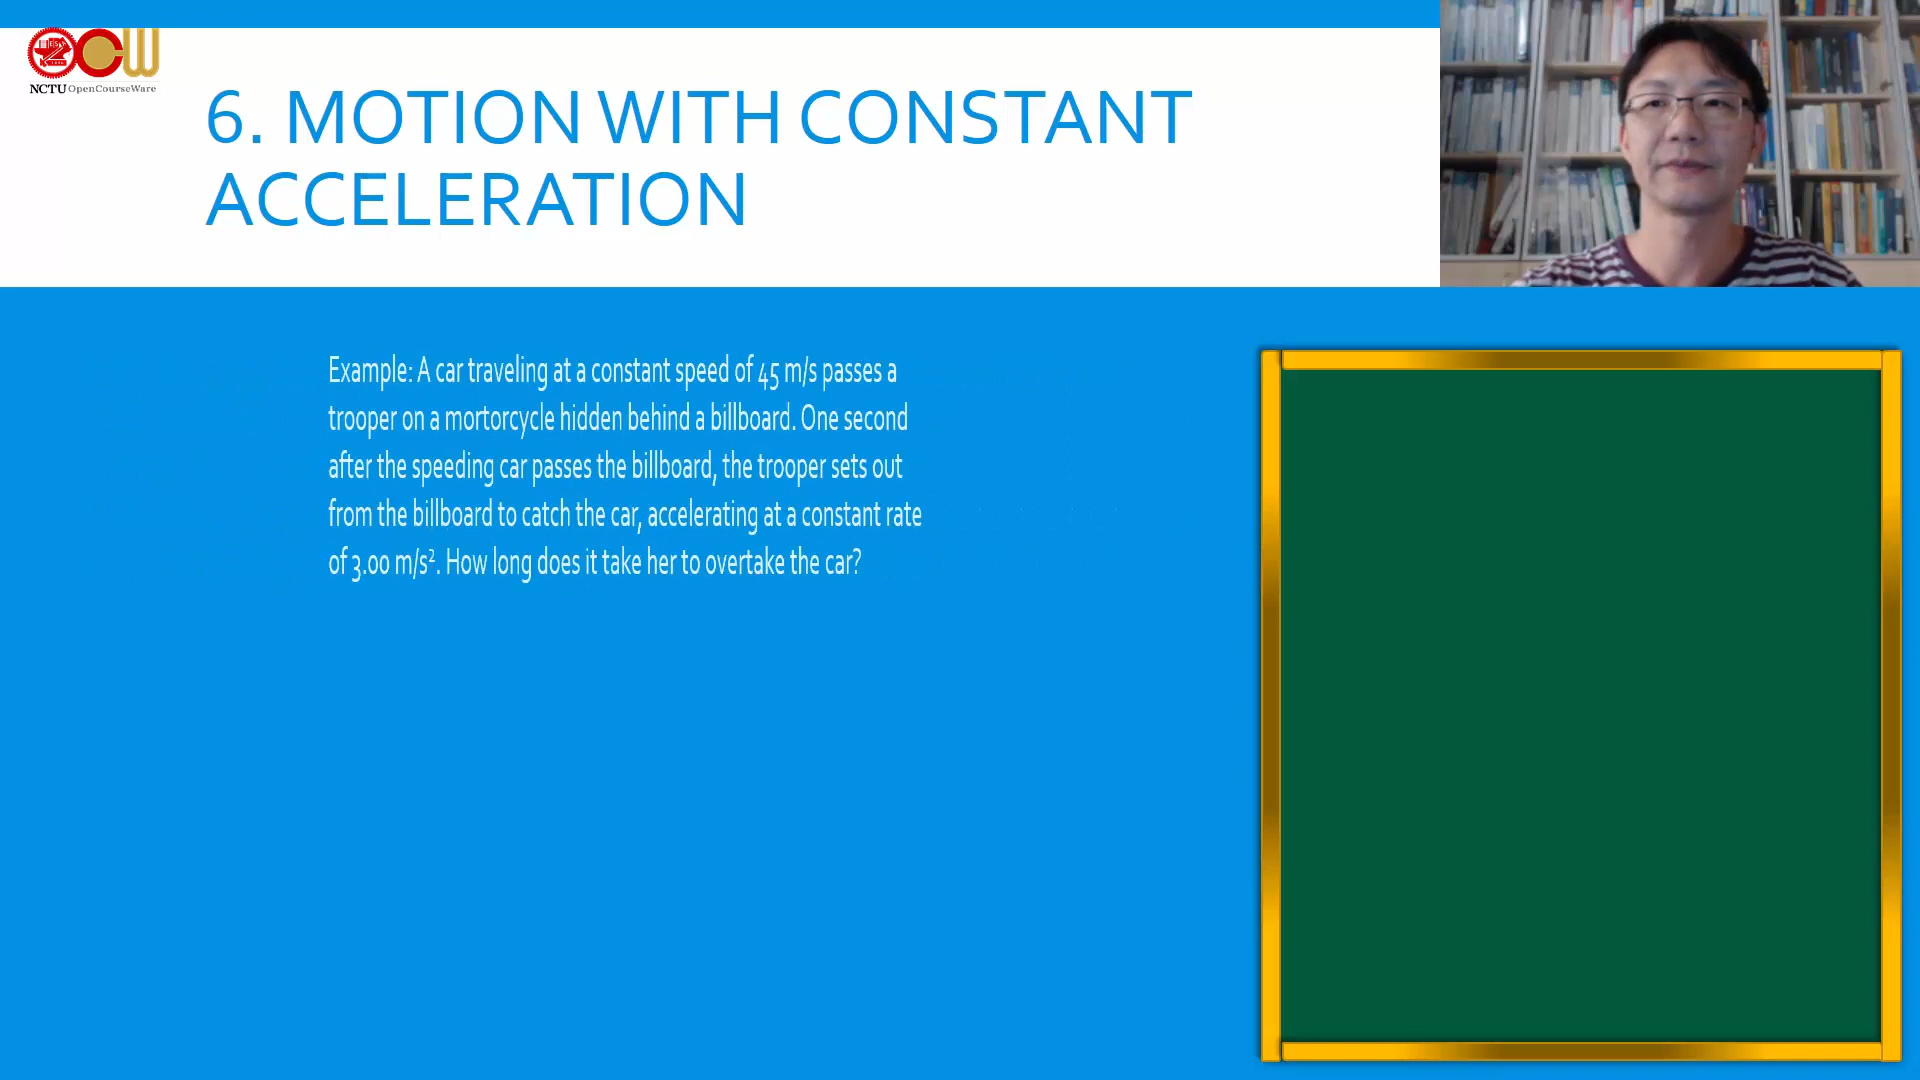 NCTU OpenCourseWare
6. MOTION WITH CONSTANT
ACCELERATION
Example: A car traveling at a constant speed of 45 m/s passes a
trooper on a mortorcycle hidden behind a billboard. One second
after the speeding car passes the billboard, the trooper sets out
from the billboard to catch the car, accelerating at a constant rate
of 3.00 m/s². How long does it take her to overtake the car?